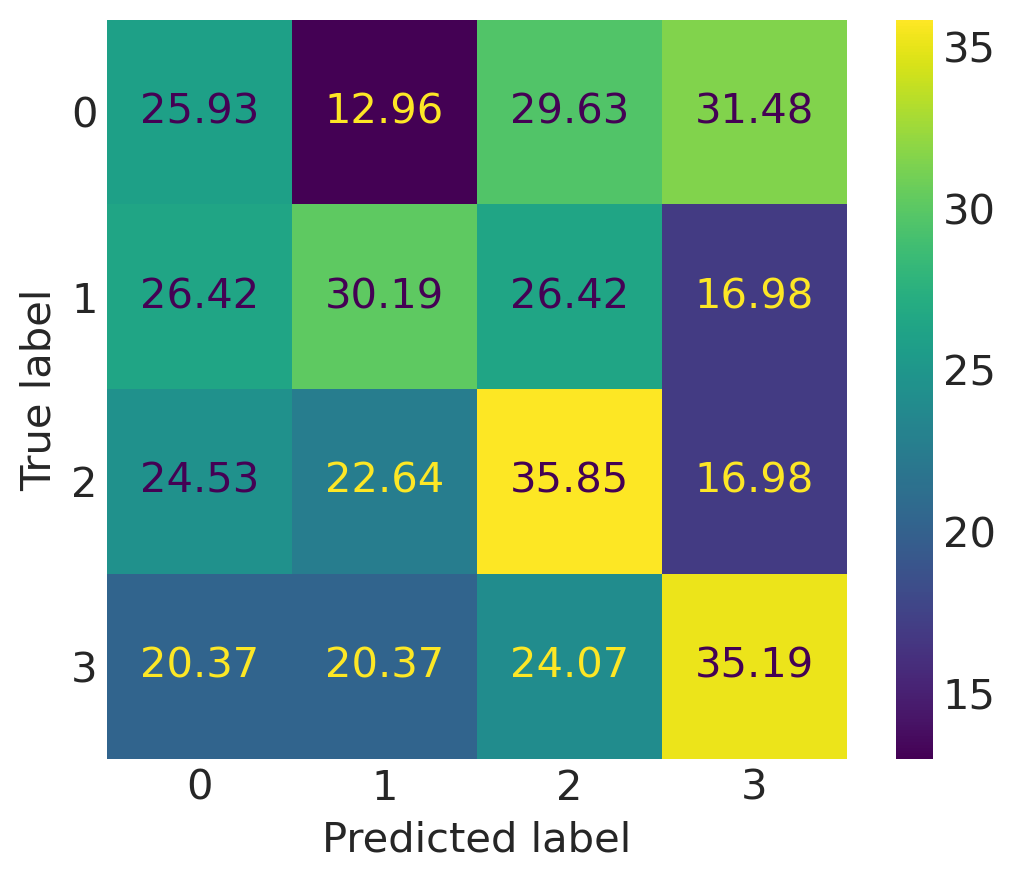 0 25.93 12.96 29.63 31.48
1 26.42 30.19 26.42 16.98
2 24.53 22.64 35.85 16.98
3 20.37 20.37 24.07 35.19
0 1 2 3
Predicted label
True label
35
30
25
20
15